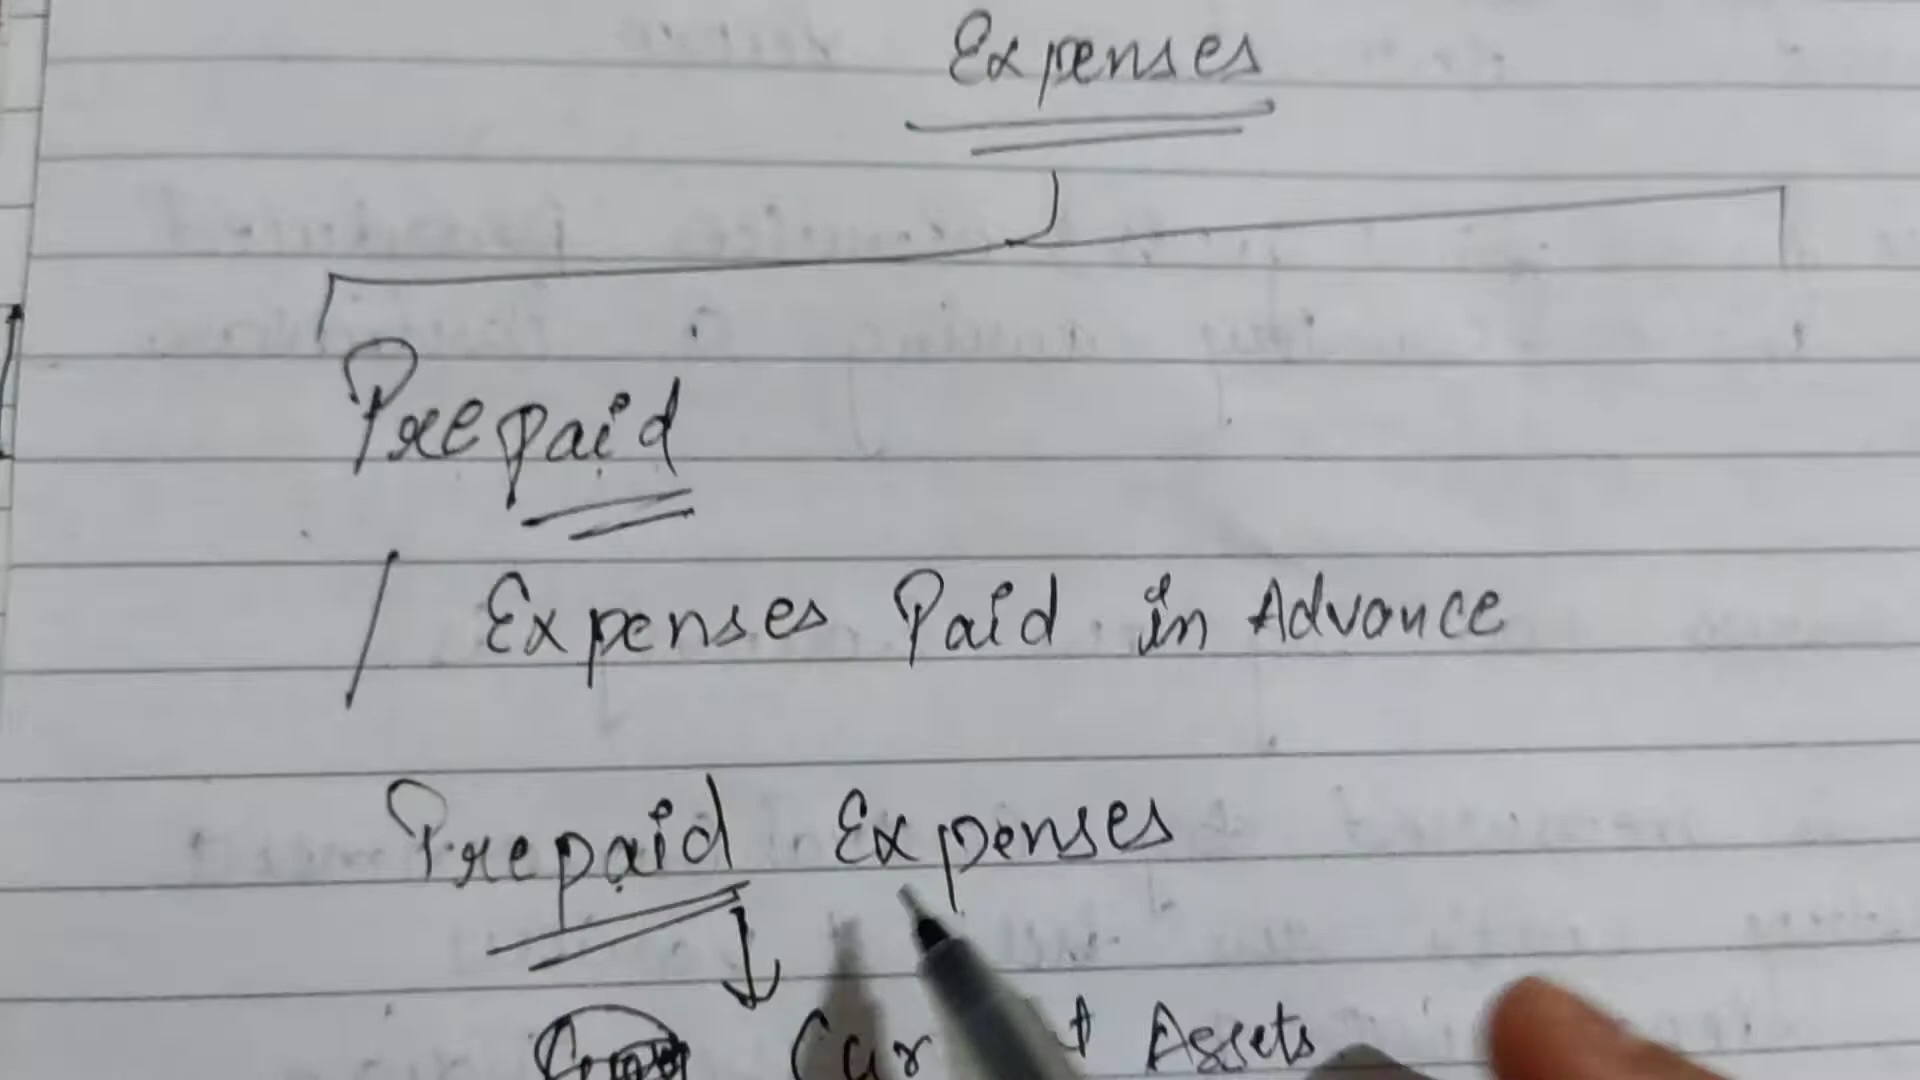 Expenses
Prepaid
Expenses Paid in Advance
Prepaid Expenses
Assets